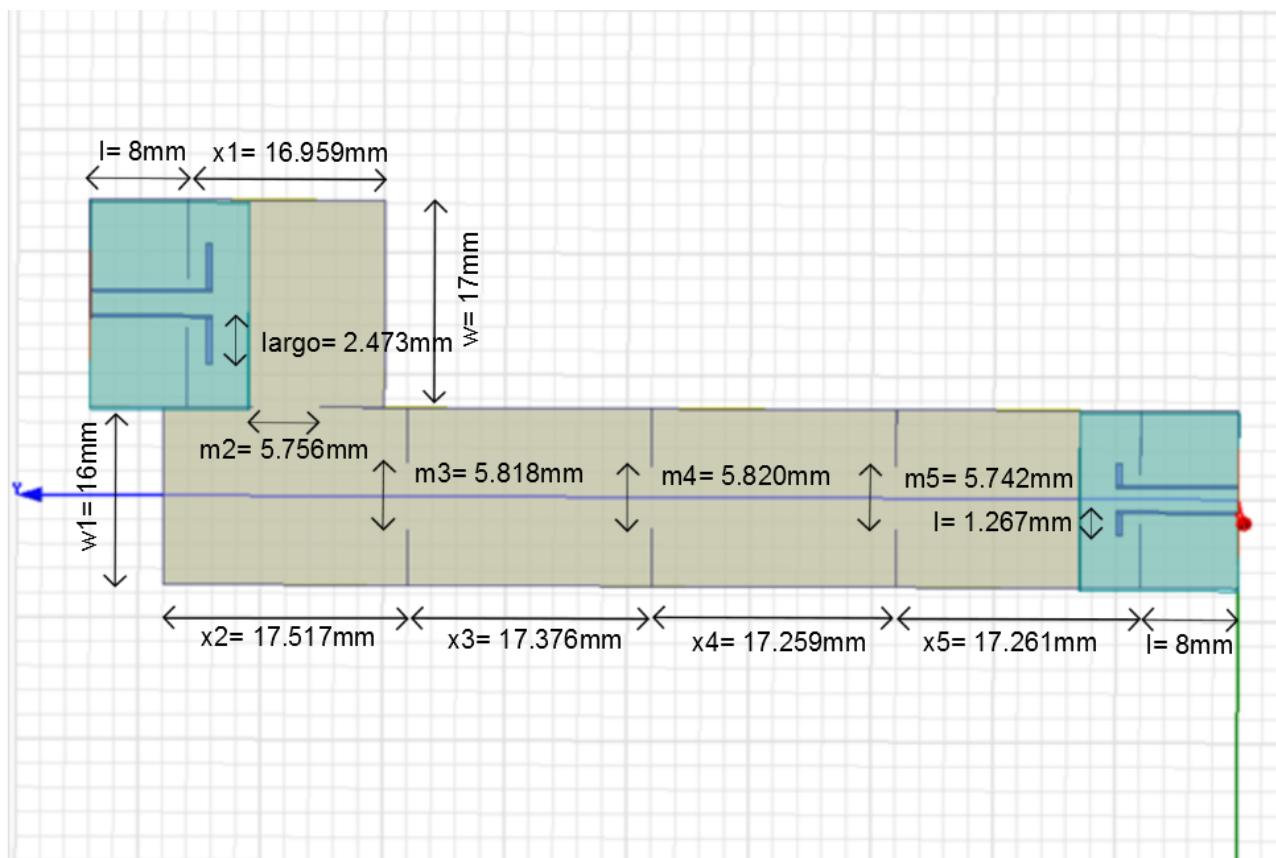 l= 8mm
x1= 16.959mm
w= 17mm
largo= 2.473mm
m2= 5.756mm
w1= 16mm
m3= 5.818mm
m4= 5.820mm
m5= 5.742mm
l= 1.267mm
Y
x2= 17.517mm
x3= 17.376mm
x4= 17.259mm
x5= 17.261mm
l= 8mm